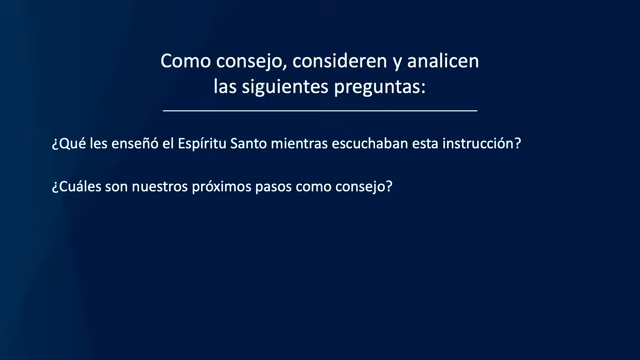 Como consejo, consideren y analicen
las siguientes preguntas:
¿Qué les enseñó el Espíritu Santo mientras escuchaban esta instrucción?
¿Cuáles son nuestros próximos pasos como consejo?